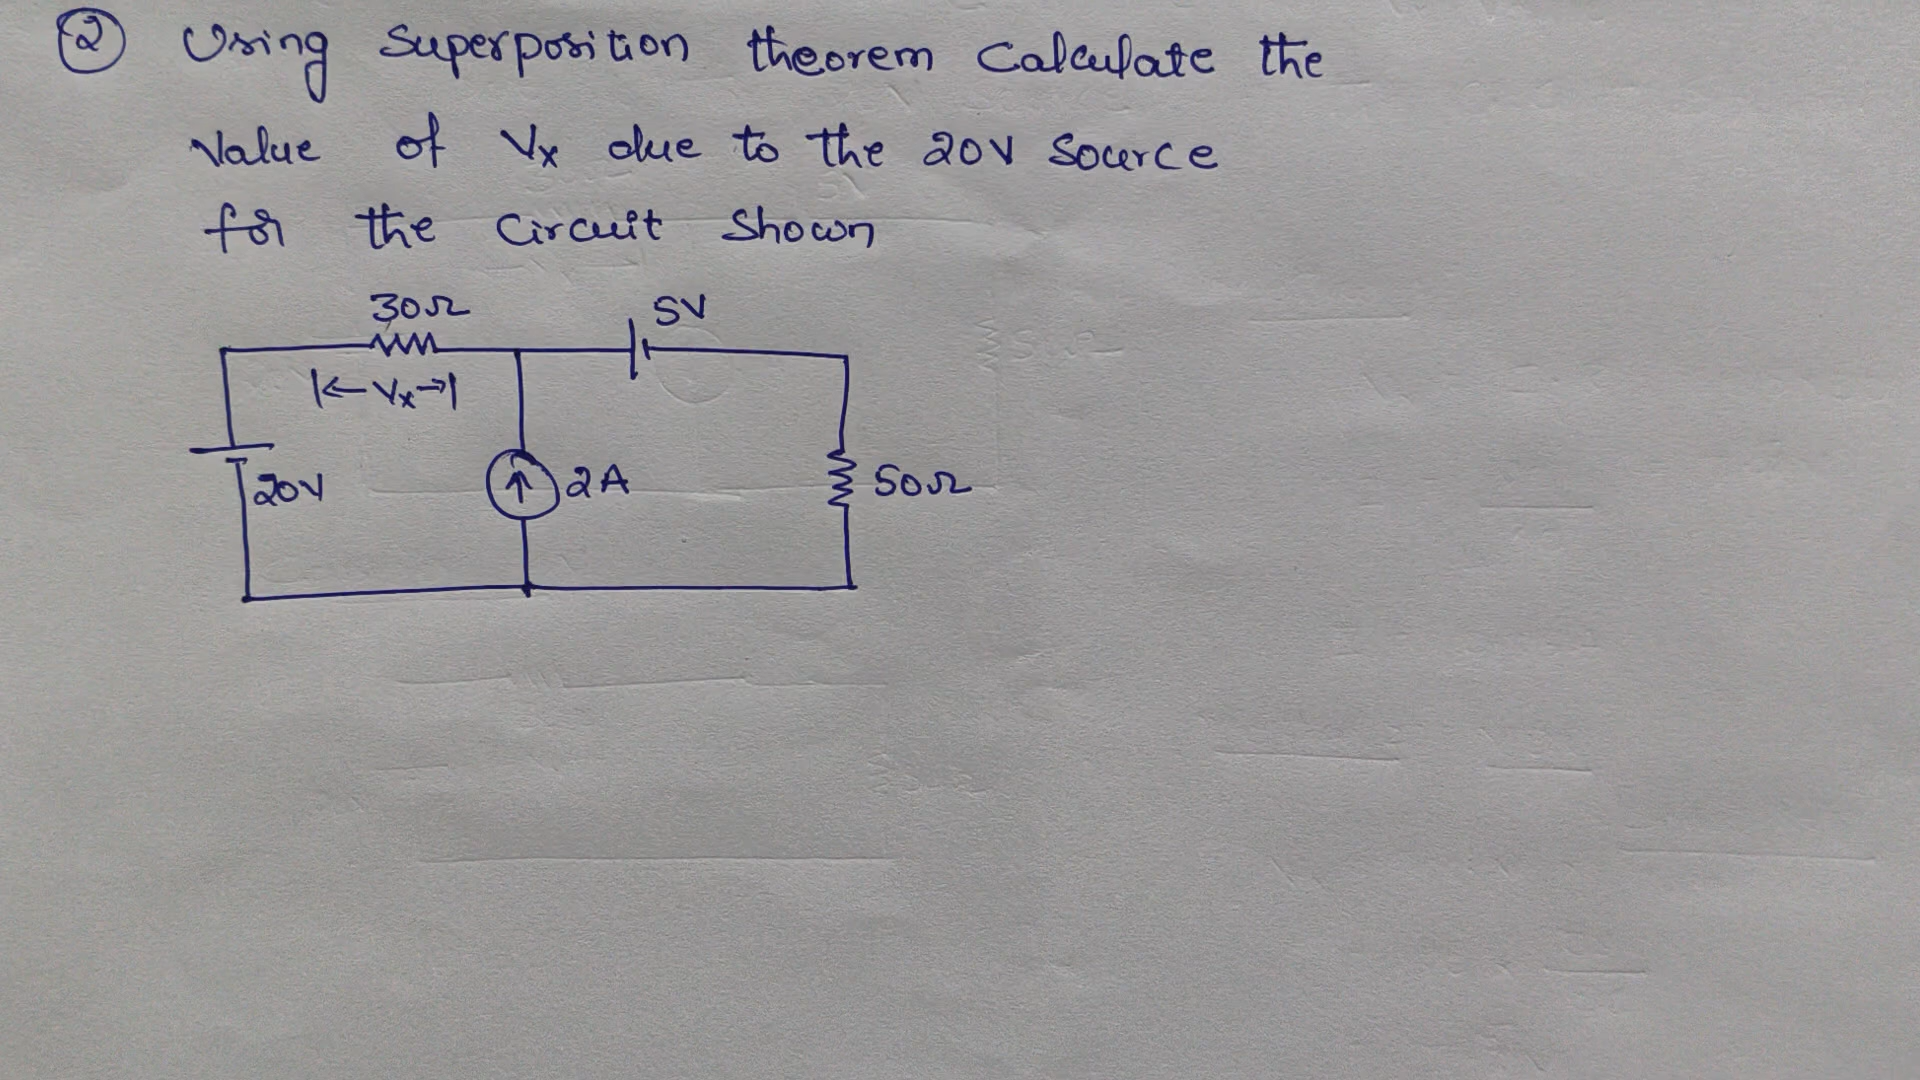 ② Using Superposition theorem Calculate the
Value of Vx due to the 20V Source
for the Circuit Shown
30Ω 5V
|← Vx →|
20V 2A 50Ω